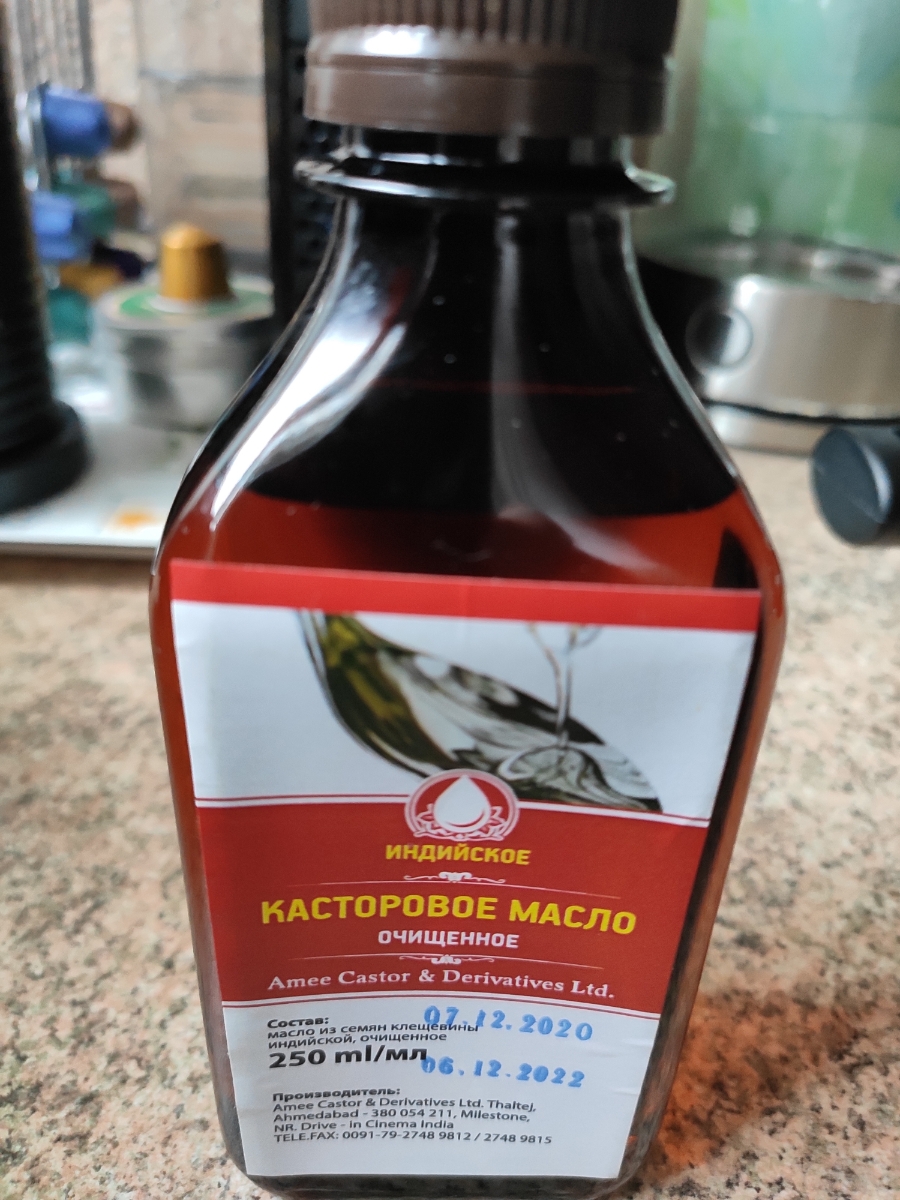 ИНДИЙСКОЕ
КАСТОРОВОЕ МАСЛО
ОЧИЩЕННОЕ
Amee Castor & Derivatives Ltd.
Состав:
масло из семян клещевины
индийской, очищенное
250 ml/мл
07.12.2020
06.12.2022
Производитель:
Amee Castor & Derivatives Ltd. Thaltej,
Ahmedabad - 380 054 211, Milestone,
NR. Drive - in Cinema India
TELE.FAX: 0091-79-2748 9812 / 2748 9815